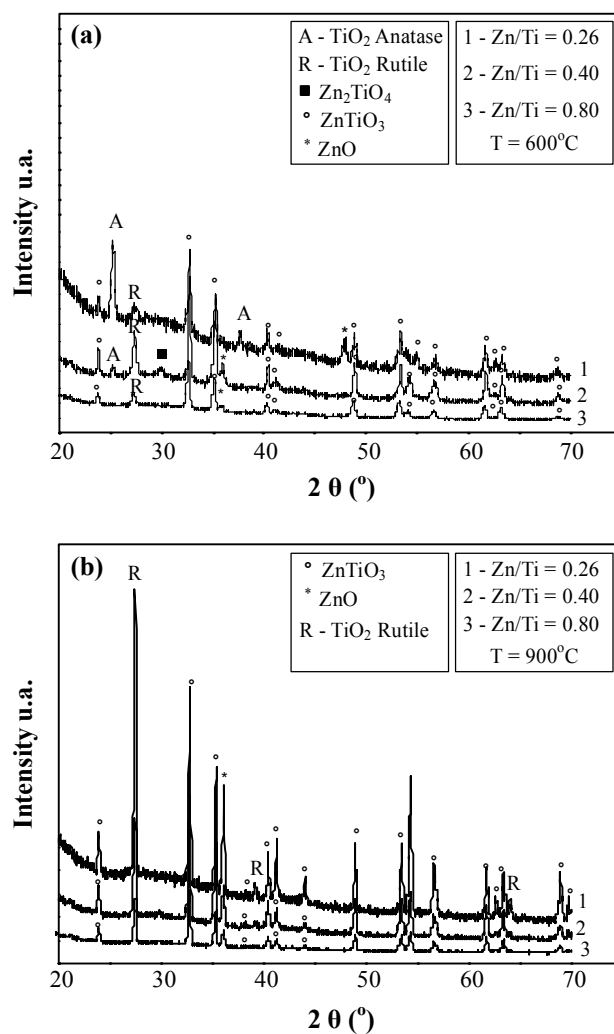 (a)
A - TiO₂ Anatase
R - TiO₂ Rutile
■ Zn₂TiO₄
° ZnTiO₃
* ZnO
1 - Zn/Ti = 0.26
2 - Zn/Ti = 0.40
3 - Zn/Ti = 0.80
T = 600°C
Intensity u.a.
A
R
A
R
A
R
1
2
3
20 30 40 50 60 70
2 θ (°)
(b)
° ZnTiO₃
* ZnO
R - TiO₂ Rutile
1 - Zn/Ti = 0.26
2 - Zn/Ti = 0.40
3 - Zn/Ti = 0.80
T = 900°C
Intensity u.a.
R
R
R
1
2
3
20 30 40 50 60 70
2 θ (°)